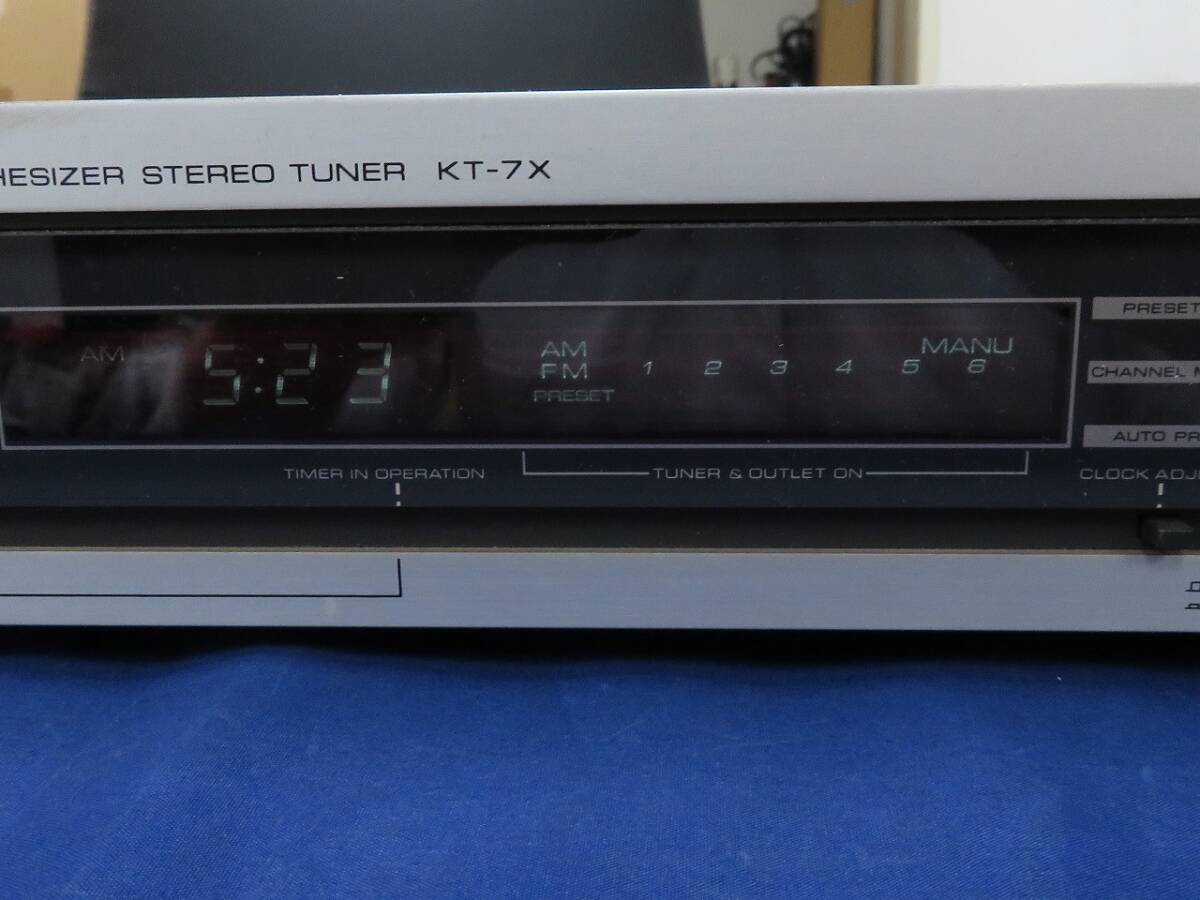 HESIZER STEREO TUNER KT-7X
PRESET
AM 5:23 AM MANU
FM 1 2 3 4 5 6
PRESET
CHANNEL M
AUTO PR
TIMER IN OPERATION TUNER & OUTLET ON CLOCK ADJ